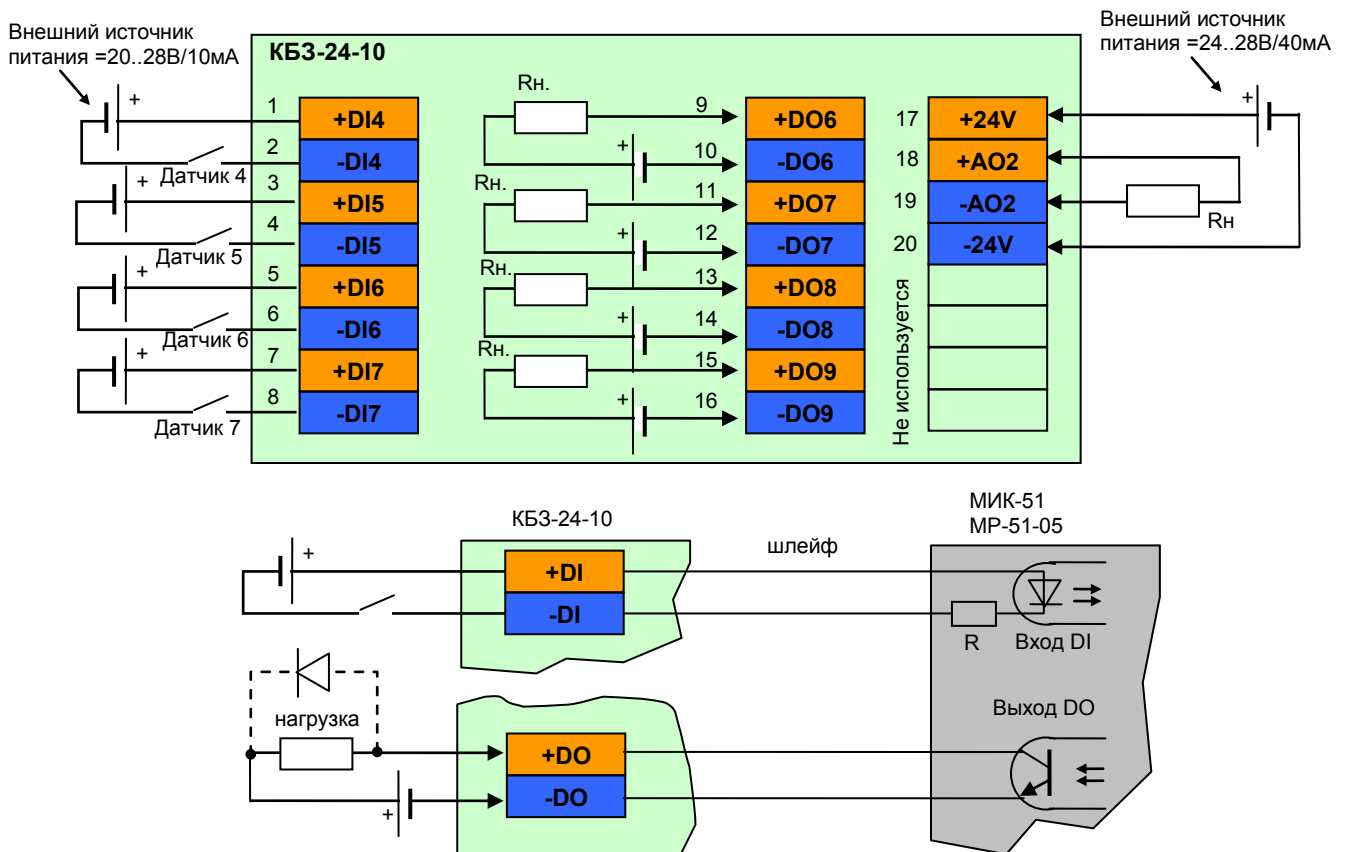 Внешний источник
питания =20..28В/10мА
Внешний источник
питания =24..28В/40мА
КБЗ-24-10
+
1
+DI4
2
-DI4
Датчик 4
+
3
+DI5
4
-DI5
Датчик 5
5
+DI6
+
6
-DI6
Датчик 6
+
7
+DI7
8
-DI7
Датчик 7
Rн.
9
+DO6
+
10
-DO6
Rн.
11
+DO7
+
12
-DO7
Rн.
13
+DO8
+
14
-DO8
Rн.
15
+DO9
+
16
-DO9
17
+24V
+
18
+AO2
19
-AO2
Rн
20
-24V
Не используется
КБЗ-24-10
шлейф
МИК-51
МР-51-05
+
+DI
-DI
R
Вход DI
нагрузка
+DO
-DO
+
Выход DO